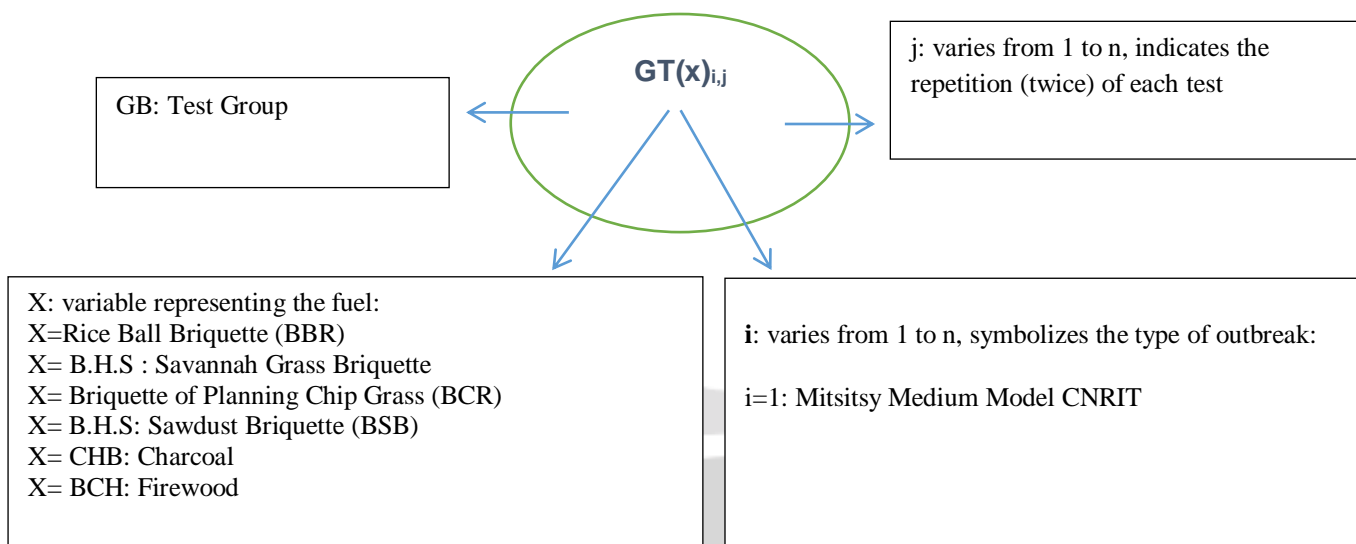 GT(x)i,j
GB: Test Group
j: varies from 1 to n, indicates the
repetition (twice) of each test
X: variable representing the fuel:
X=Rice Ball Briquette (BBR)
X= B.H.S : Savannah Grass Briquette
X= Briquette of Planning Chip Grass (BCR)
X= B.H.S: Sawdust Briquette (BSB)
X= CHB: Charcoal
X= BCH: Firewood
i: varies from 1 to n, symbolizes the type of outbreak:
i=1: Mitsitsy Medium Model CNRIT